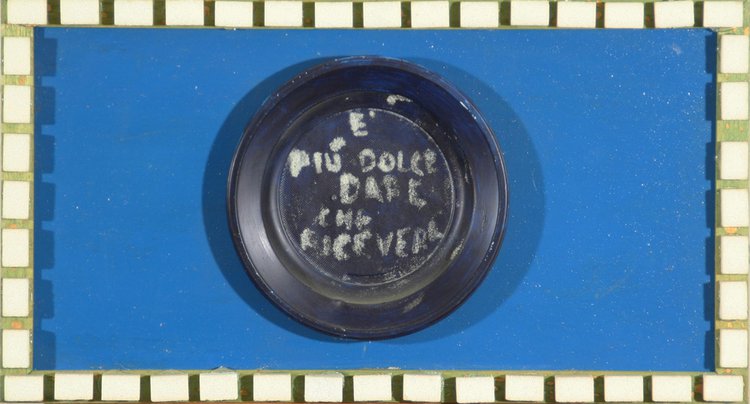 E'
PIÙ DOLCE
DARE
CHE
RICEVERE